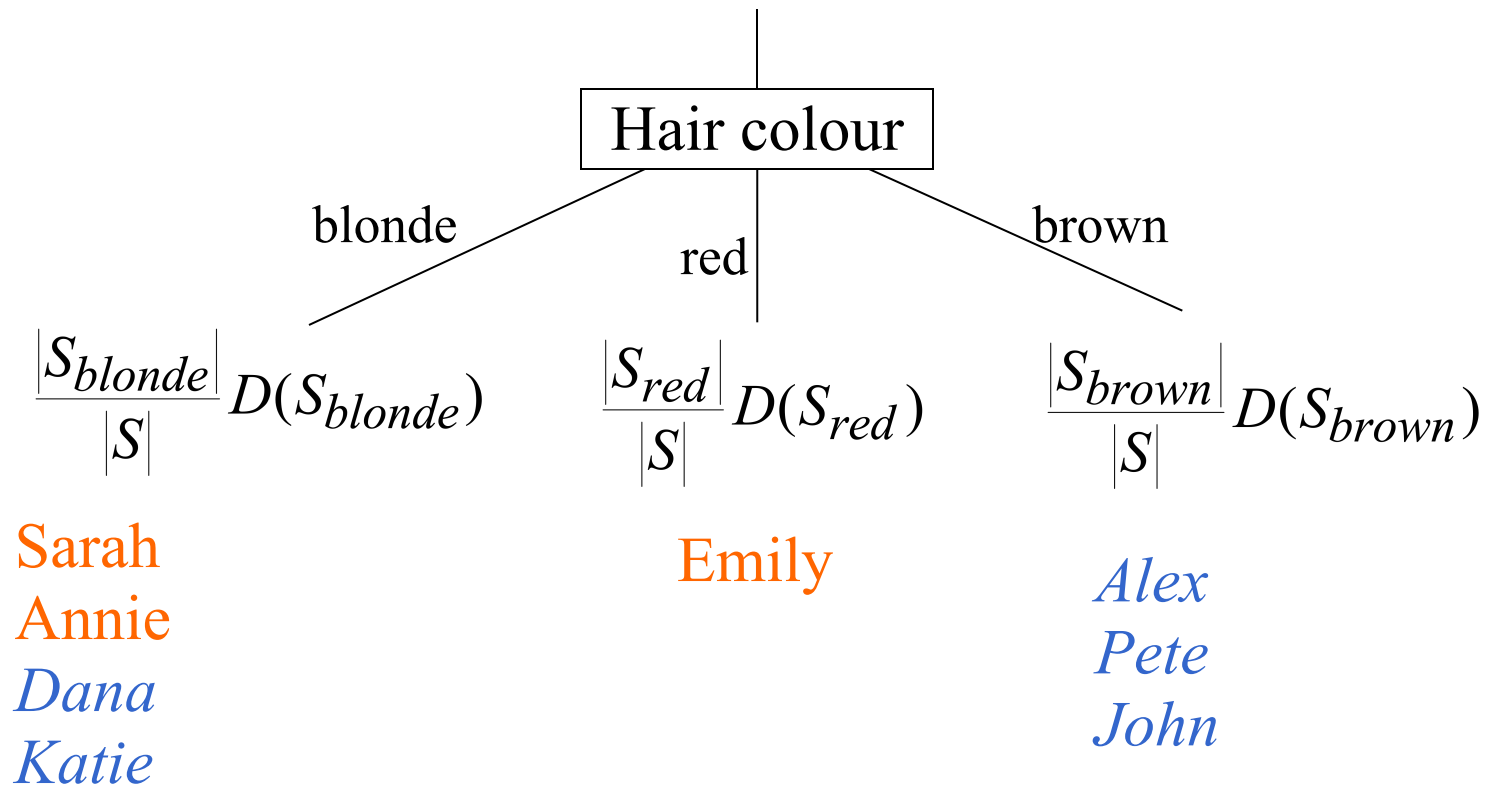 Hair colour
blonde
red
brown
|S_blonde| / |S| D(S_blonde)
|S_red| / |S| D(S_red)
|S_brown| / |S| D(S_brown)
Sarah
Annie
Dana
Katie
Emily
Alex
Pete
John